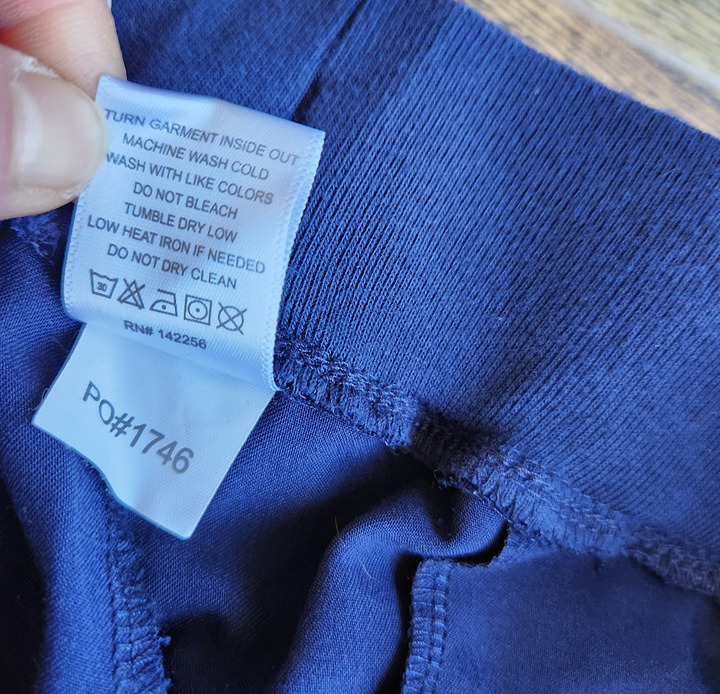 TURN GARMENT INSIDE OUT
MACHINE WASH COLD
WASH WITH LIKE COLORS
DO NOT BLEACH
TUMBLE DRY LOW
LOW HEAT IRON IF NEEDED
DO NOT DRY CLEAN
30
RN# 142256
PO#1746